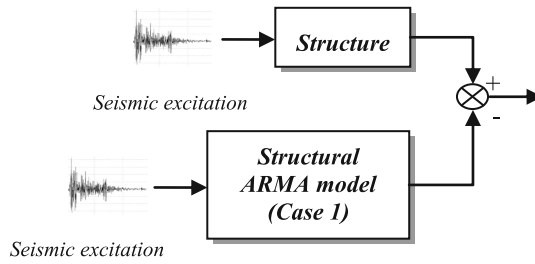 Structure
Seismic excitation
+
-
Structural
ARMA model
(Case 1)
Seismic excitation